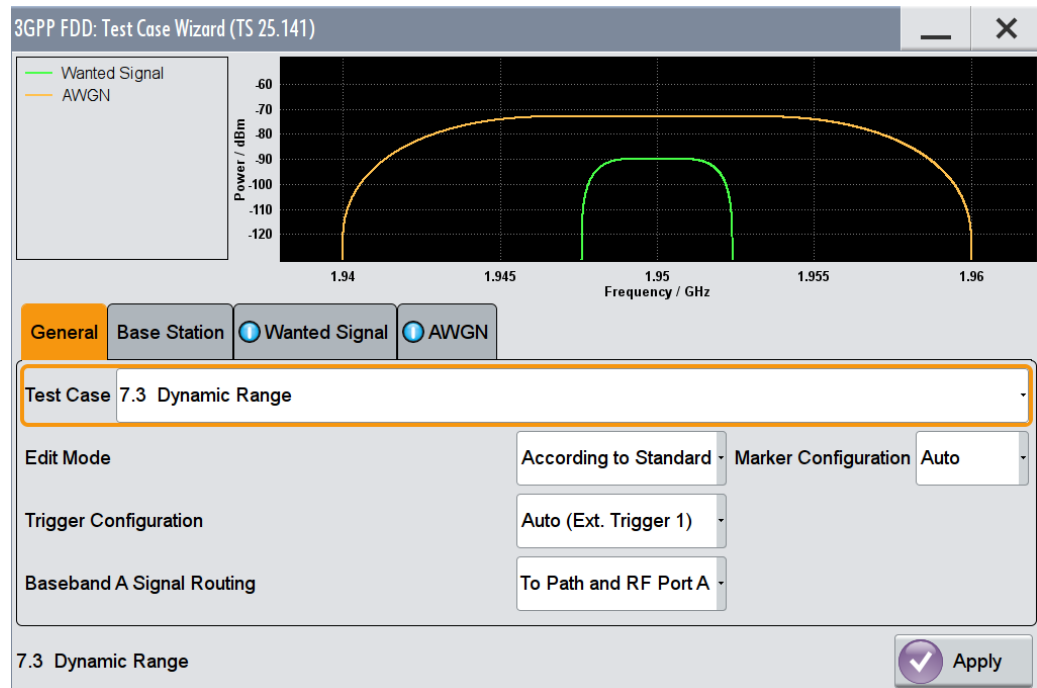 3GPP FDD: Test Case Wizard (TS 25.141)
Wanted Signal
AWGN
Power / dBm
-60
-70
-80
-90
-100
-110
-120
1.94 1.945 1.95 1.955 1.96
Frequency / GHz
General Base Station Wanted Signal AWGN
Test Case 7.3 Dynamic Range
Edit Mode According to Standard Marker Configuration Auto
Trigger Configuration Auto (Ext. Trigger 1)
Baseband A Signal Routing To Path and RF Port A
7.3 Dynamic Range Apply